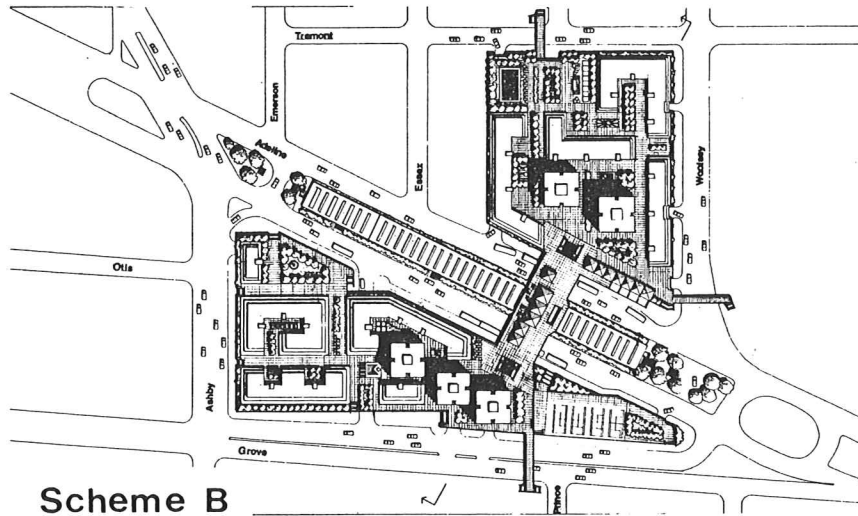 Tremont
Emerson
Adeline
Essex
Woolsey
Otis
Ashby
Grove
Prince
Scheme B